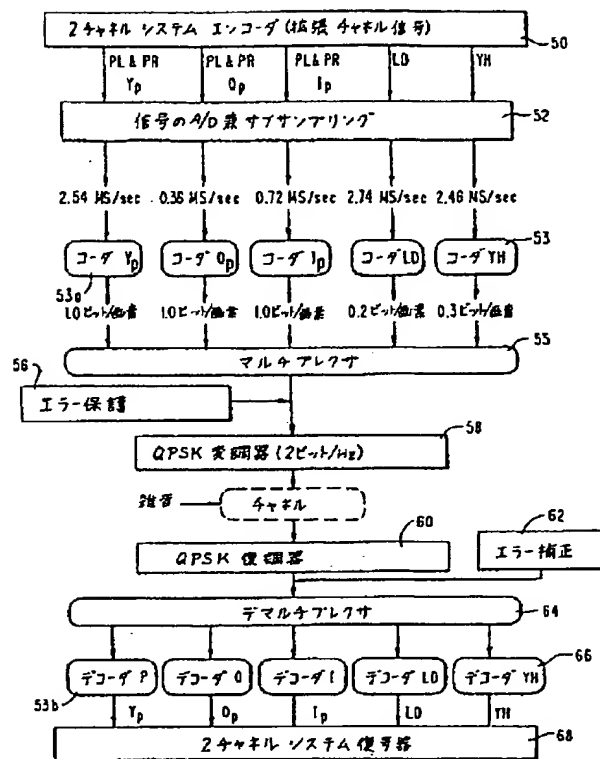 2チャネル システム エンコーダ (拡張チャネル信号)
50
PL & PR PL & PR PL & PR LD YH
Yp Qp Ip
信号のA/D兼サブサンプリング
52
2.54 MS/sec 0.36 MS/sec 0.72 MS/sec 2.74 MS/sec 2.46 MS/sec
コーダ Yp コーダ Qp コーダ Ip コーダ LD コーダ YH
53
53a
1.0ビット/画素 1.0ビット/画素 1.0ビット/画素 0.2ビット/画素 0.3ビット/画素
55
マルチプレクサ
56
エラー保護
58
QPSK 変調器 (2ビット/Hz)
雑音
チャネル
60
62
QPSK 復調器
エラー補正
デマルチプレクサ
64
デコーダ P デコーダ Q デコーダ I デコーダ LD デコーダ YH
66
53b
Yp Qp Ip LD YH
2チャネル システム復号器
68